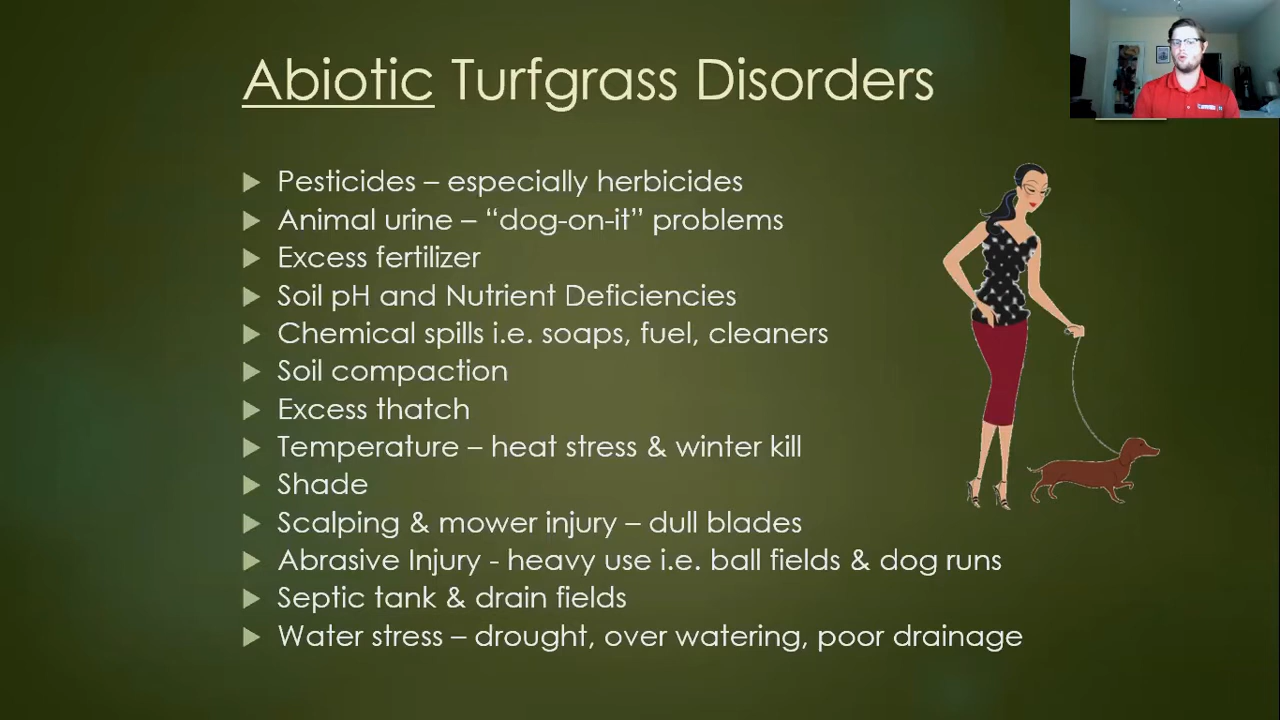 Abiotic Turfgrass Disorders
Pesticides – especially herbicides
Animal urine – “dog-on-it” problems
Excess fertilizer
Soil pH and Nutrient Deficiencies
Chemical spills i.e. soaps, fuel, cleaners
Soil compaction
Excess thatch
Temperature – heat stress & winter kill
Shade
Scalping & mower injury – dull blades
Abrasive Injury - heavy use i.e. ball fields & dog runs
Septic tank & drain fields
Water stress – drought, over watering, poor drainage